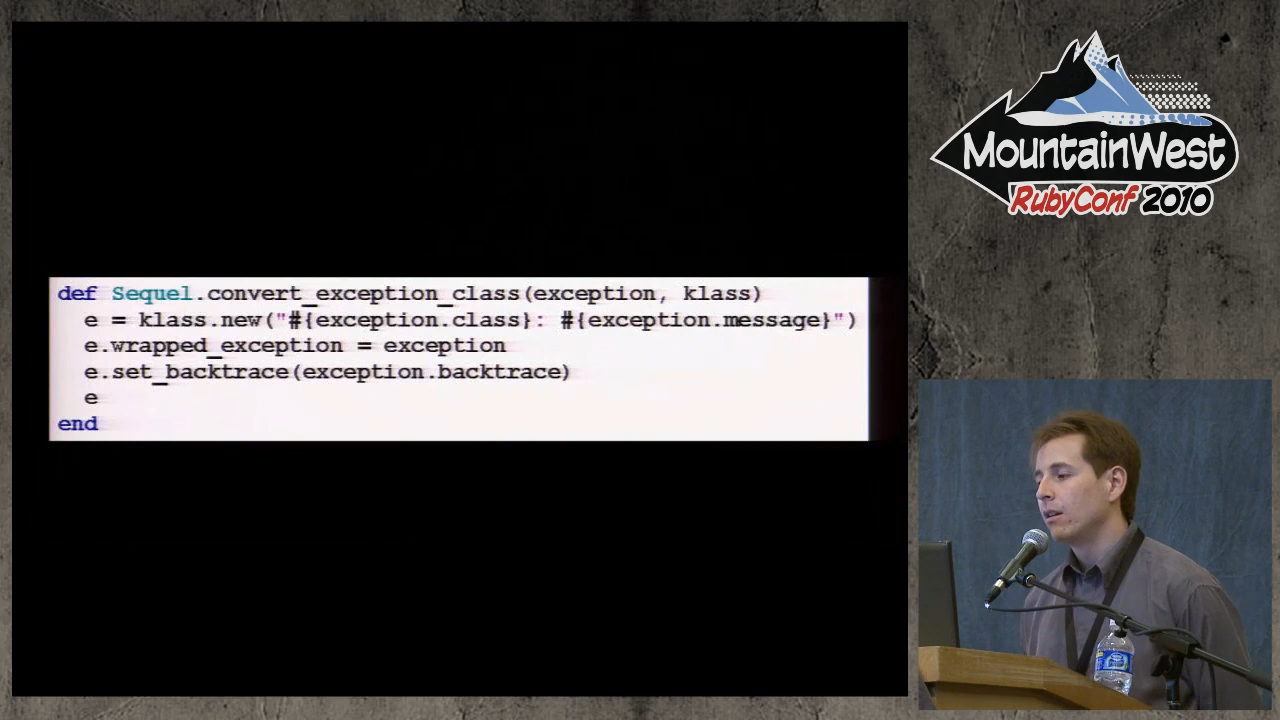 MountainWest
RubyConf 2010
def Sequel.convert_exception_class(exception, klass)
  e = klass.new("#{exception.class}: #{exception.message}")
  e.wrapped_exception = exception
  e.set_backtrace(exception.backtrace)
  e
end